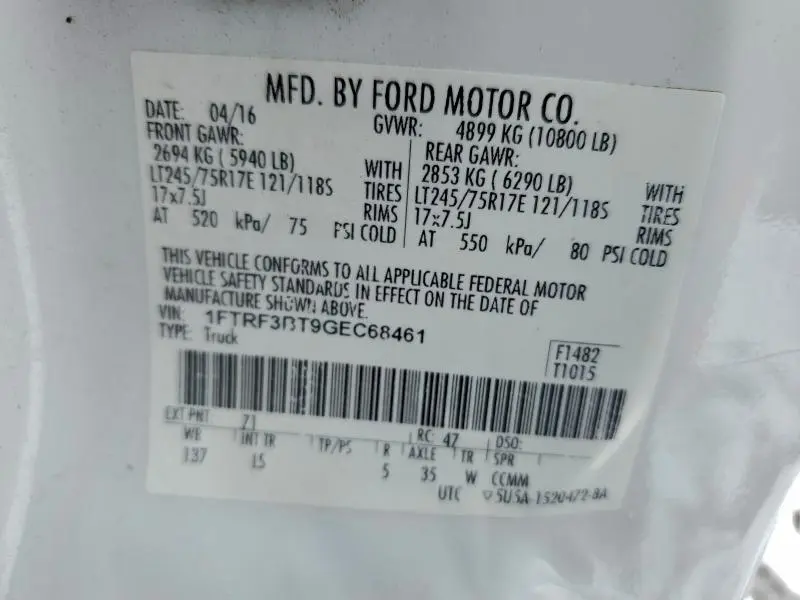 MFD. BY FORD MOTOR CO.
DATE: 04/16
GVWR: 4899 KG (10800 LB)
FRONT GAWR:
2694 KG ( 5940 LB) WITH
LT245/75R17E 121/118S TIRES
17x7.5J RIMS
AT 520 kPa/ 75 PSI COLD
REAR GAWR:
2853 KG ( 6290 LB) WITH
LT245/75R17E 121/118S TIRES
17x7.5J RIMS
AT 550 kPa/ 80 PSI COLD
THIS VEHICLE CONFORMS TO ALL APPLICABLE FEDERAL MOTOR
VEHICLE SAFETY STANDARDS IN EFFECT ON THE DATE OF
MANUFACTURE SHOWN ABOVE.
VIN: 1FTRF3BT9GEC68461
TYPE: Truck
F1482
T1015
EXT PNT Z1 RC: 47 DSO:
WB INT TR TP/PS R AXLE TR SPR
137 LS 5 35 W CCMM
UTC ▽5U5A-1520472-BA